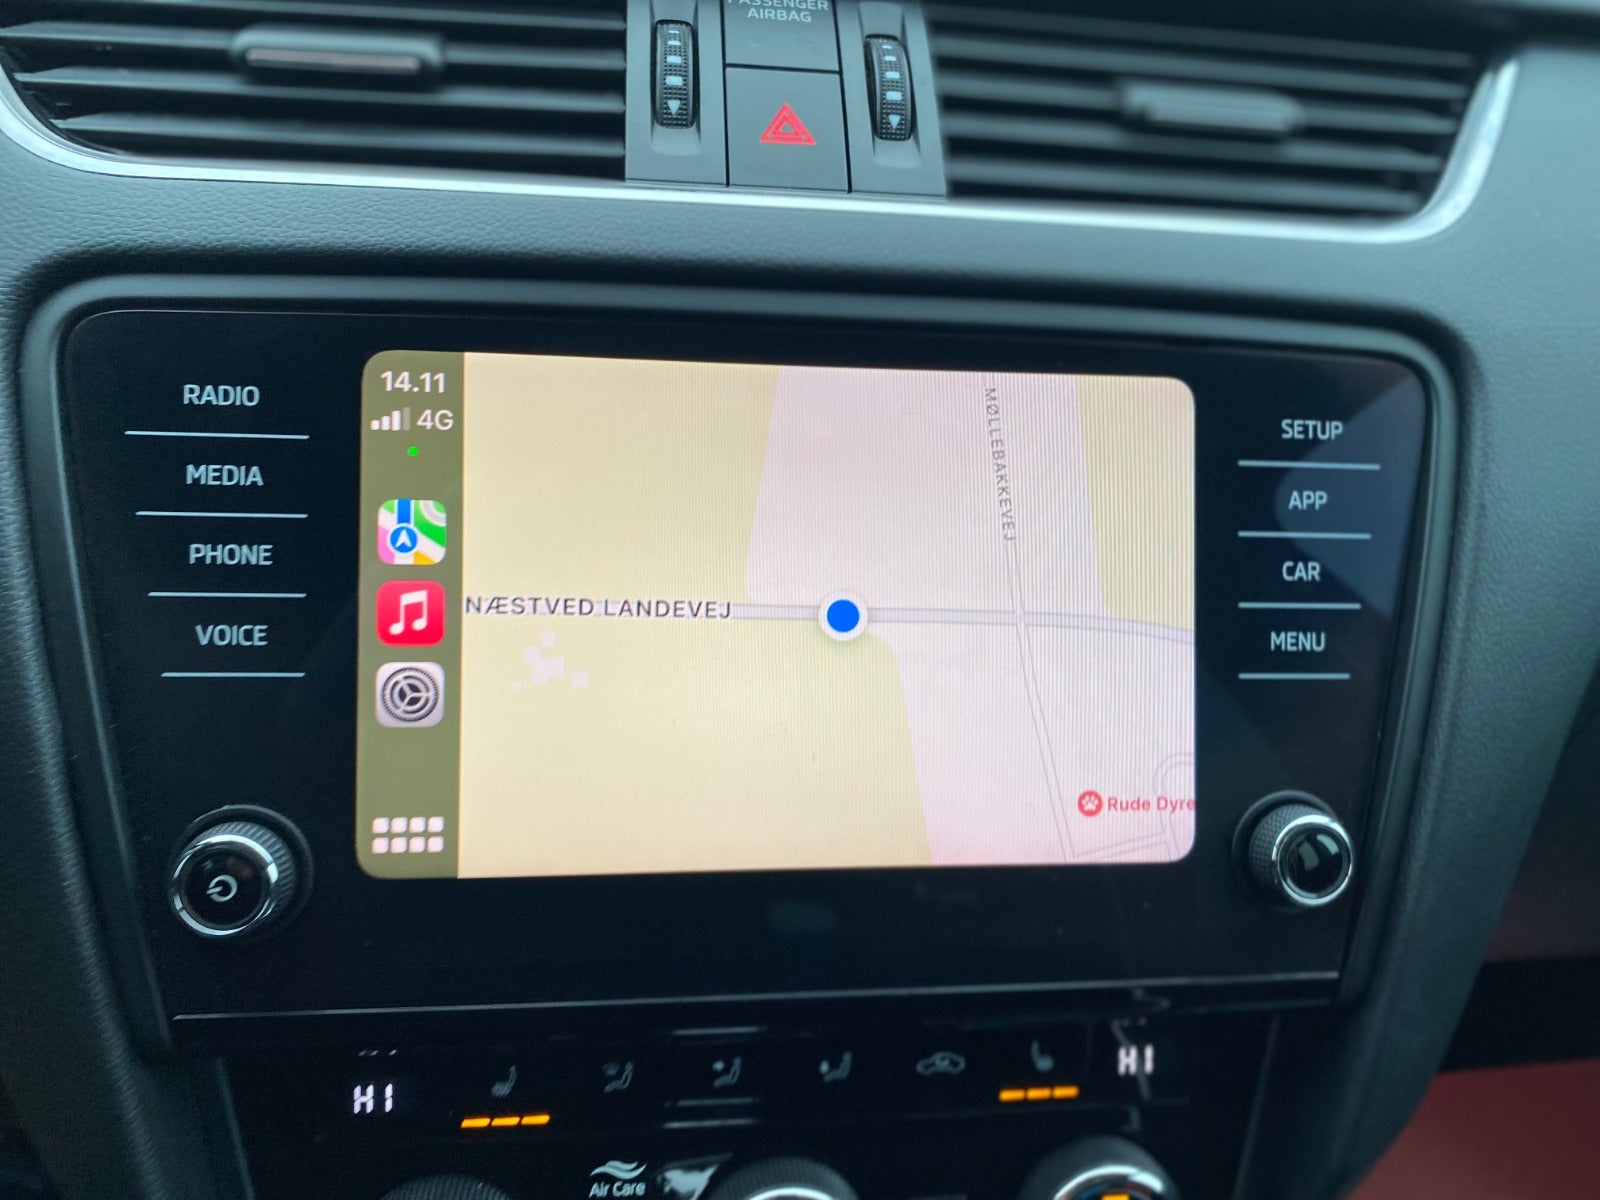 PASSENGER
AIRBAG
RADIO
MEDIA
PHONE
VOICE
14.11
4G
MØLLEBAKKEVEJ
NÆSTVED LANDEVEJ
Rude Dyre
SETUP
APP
CAR
MENU
HI
HI
Air Care